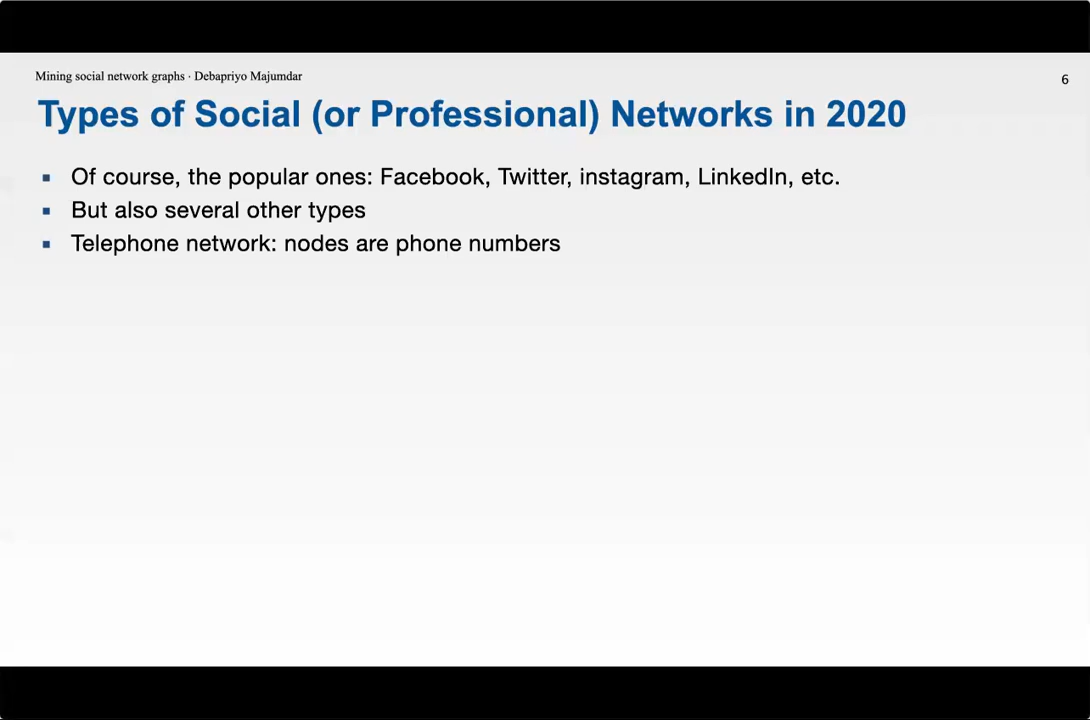 Mining social network graphs · Debapriyo Majumdar
6
Types of Social (or Professional) Networks in 2020
▪ Of course, the popular ones: Facebook, Twitter, instagram, LinkedIn, etc.
▪ But also several other types
▪ Telephone network: nodes are phone numbers